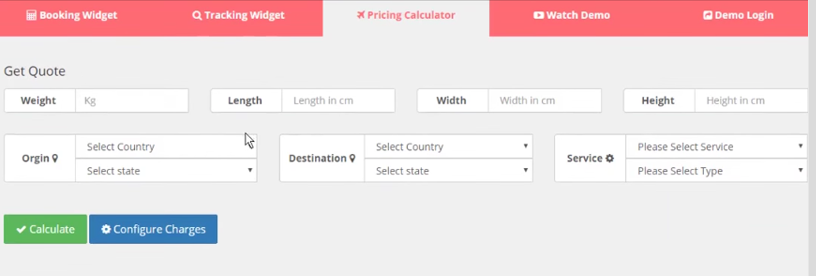 Booking Widget Tracking Widget Pricing Calculator Watch Demo Demo Login
Get Quote
Weight Kg Length Length in cm Width Width in cm Height Height in cm
Orgin Select Country Destination Select Country Service Please Select Service
Select state Select state Please Select Type
Calculate Configure Charges